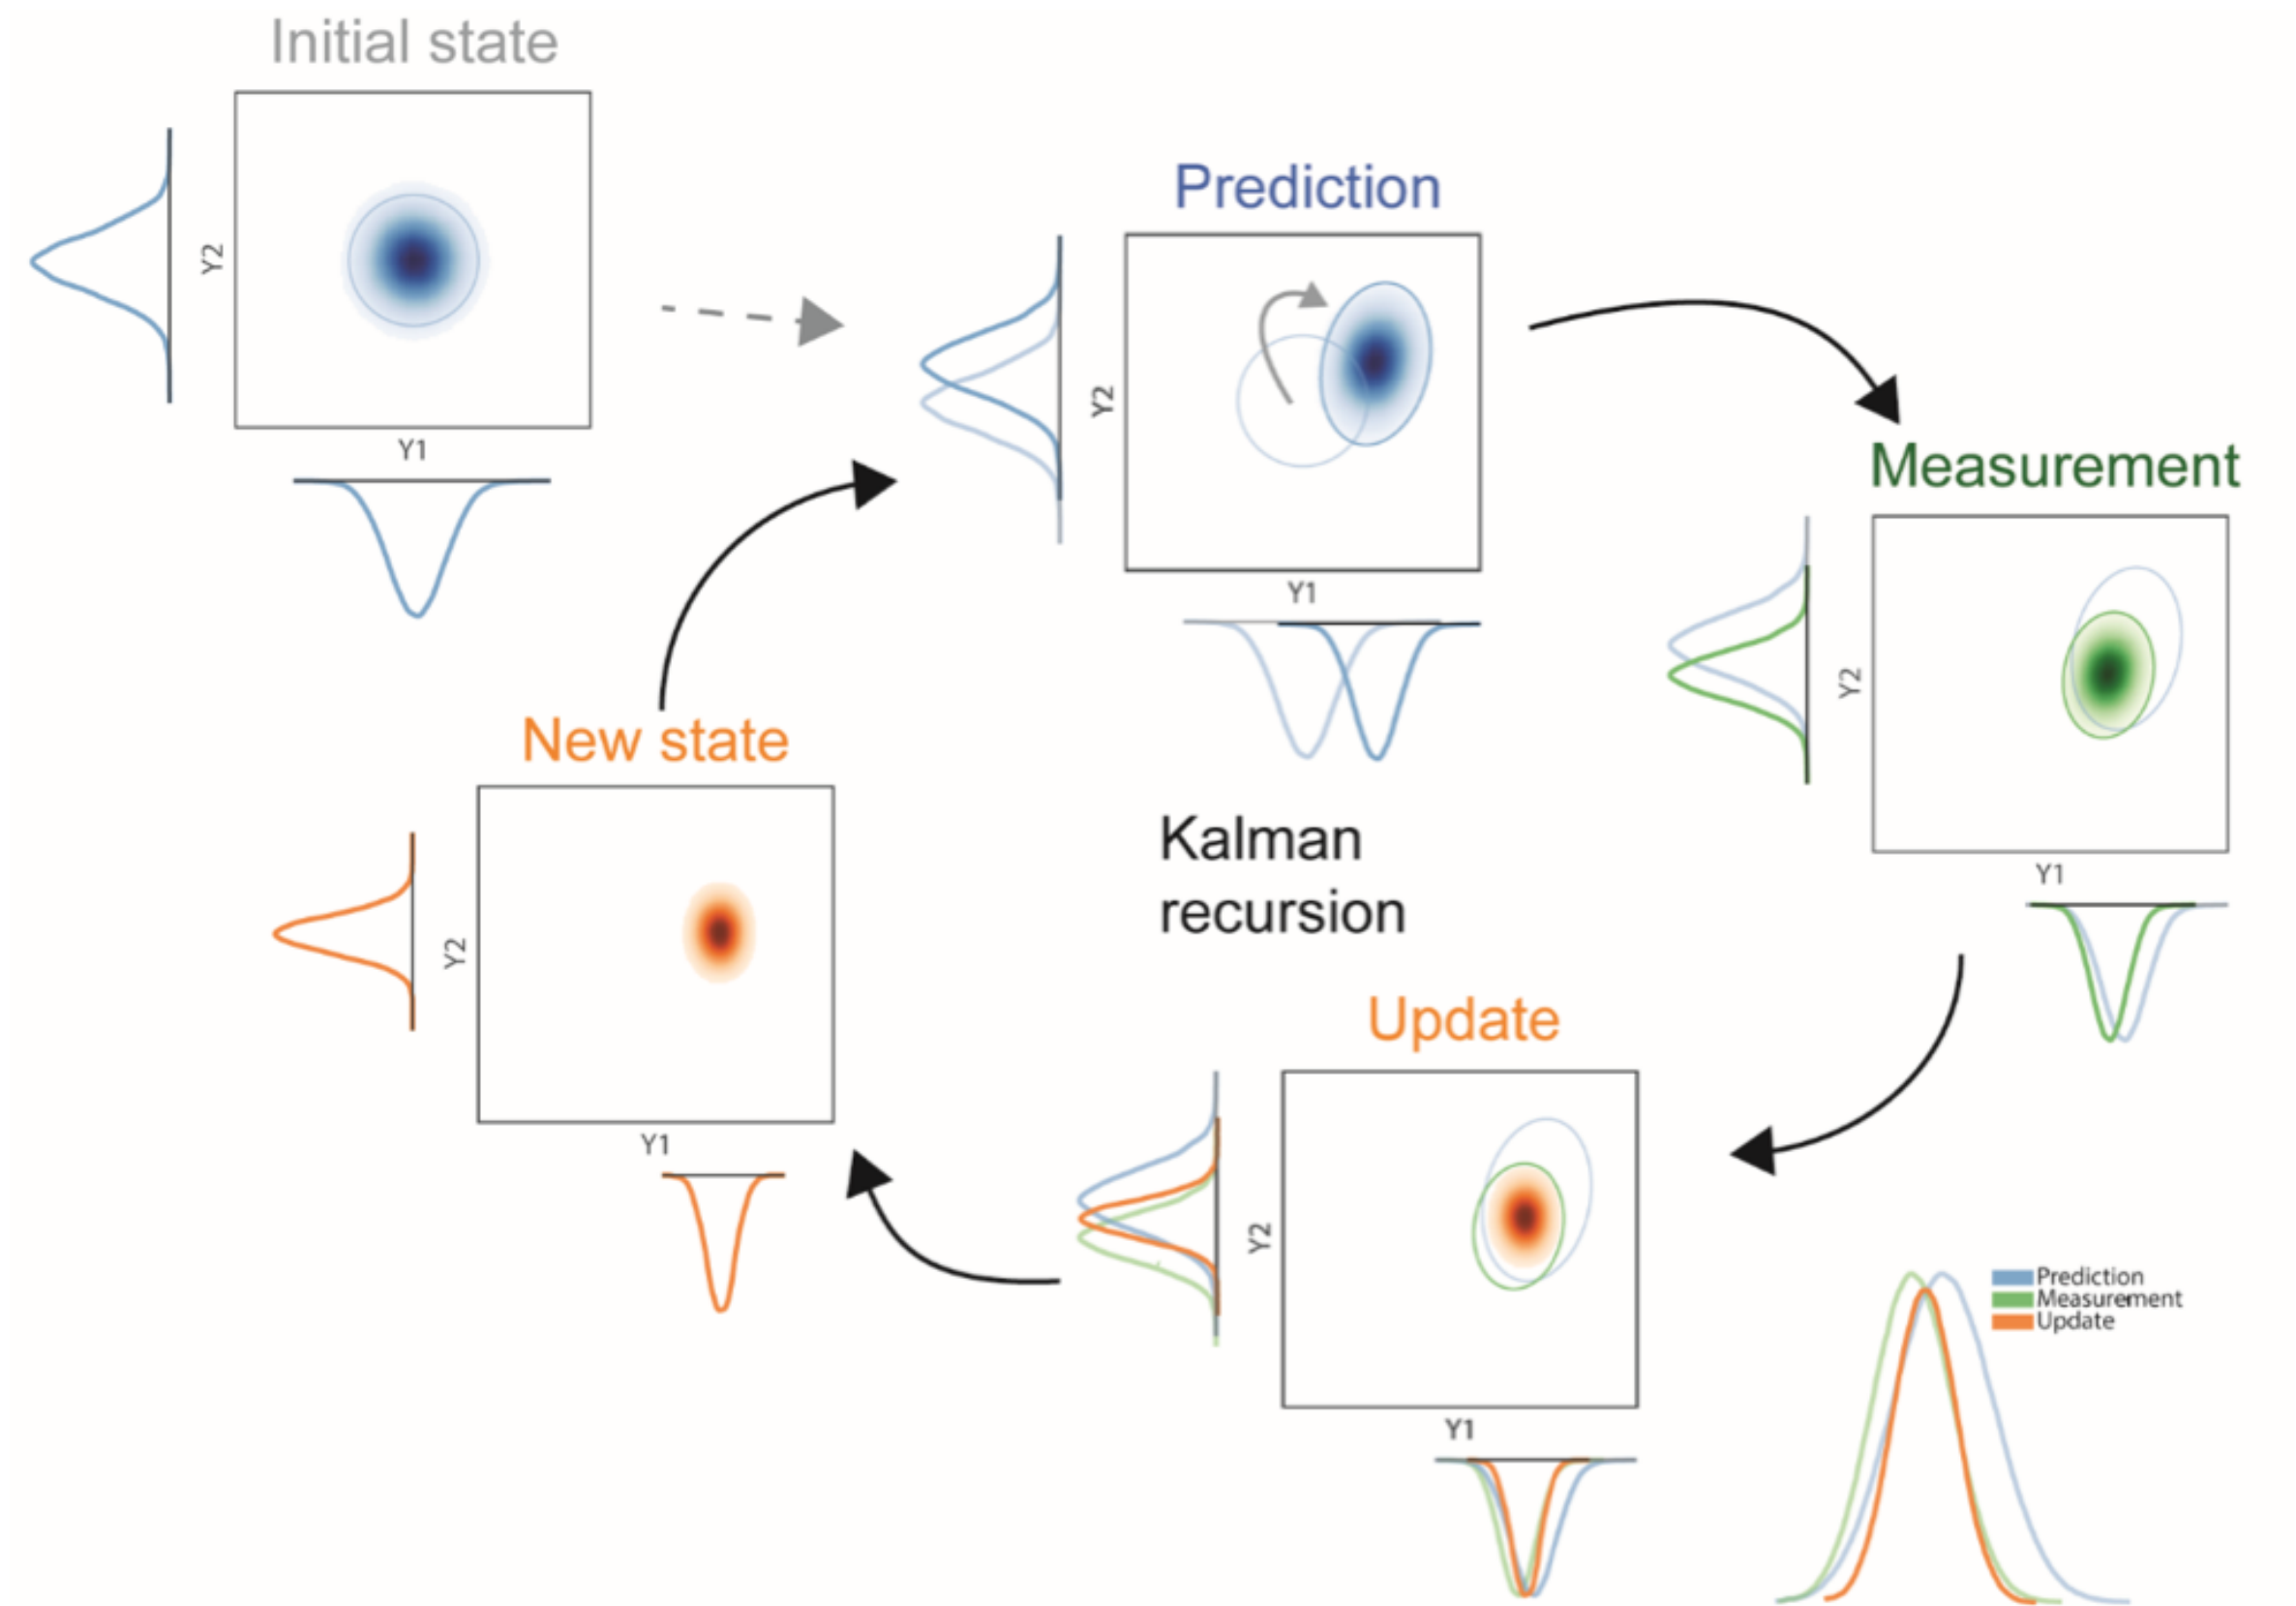 Initial state
Y2
Y1
Prediction
Y2
Y1
Measurement
Y2
Y1
New state
Y2
Y1
Kalman
recursion
Update
Y2
Y1
Prediction
Measurement
Update